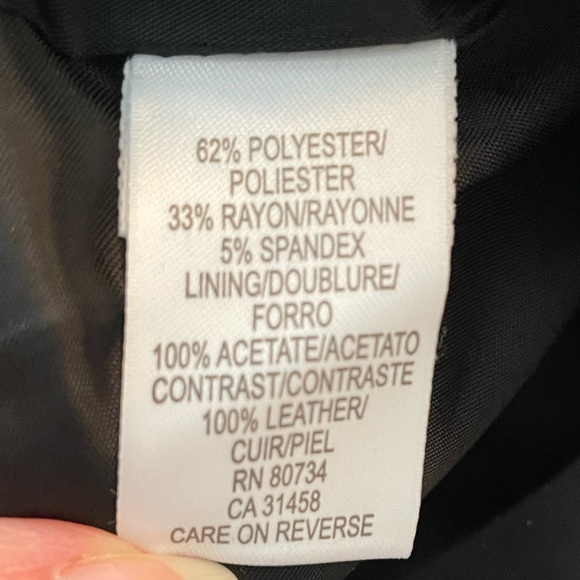 62% POLYESTER/
POLIESTER
33% RAYON/RAYONNE
5% SPANDEX
LINING/DOUBLURE/
FORRO
100% ACETATE/ACETATO
CONTRAST/CONTRASTE
100% LEATHER/
CUIR/PIEL
RN 80734
CA 31458
CARE ON REVERSE